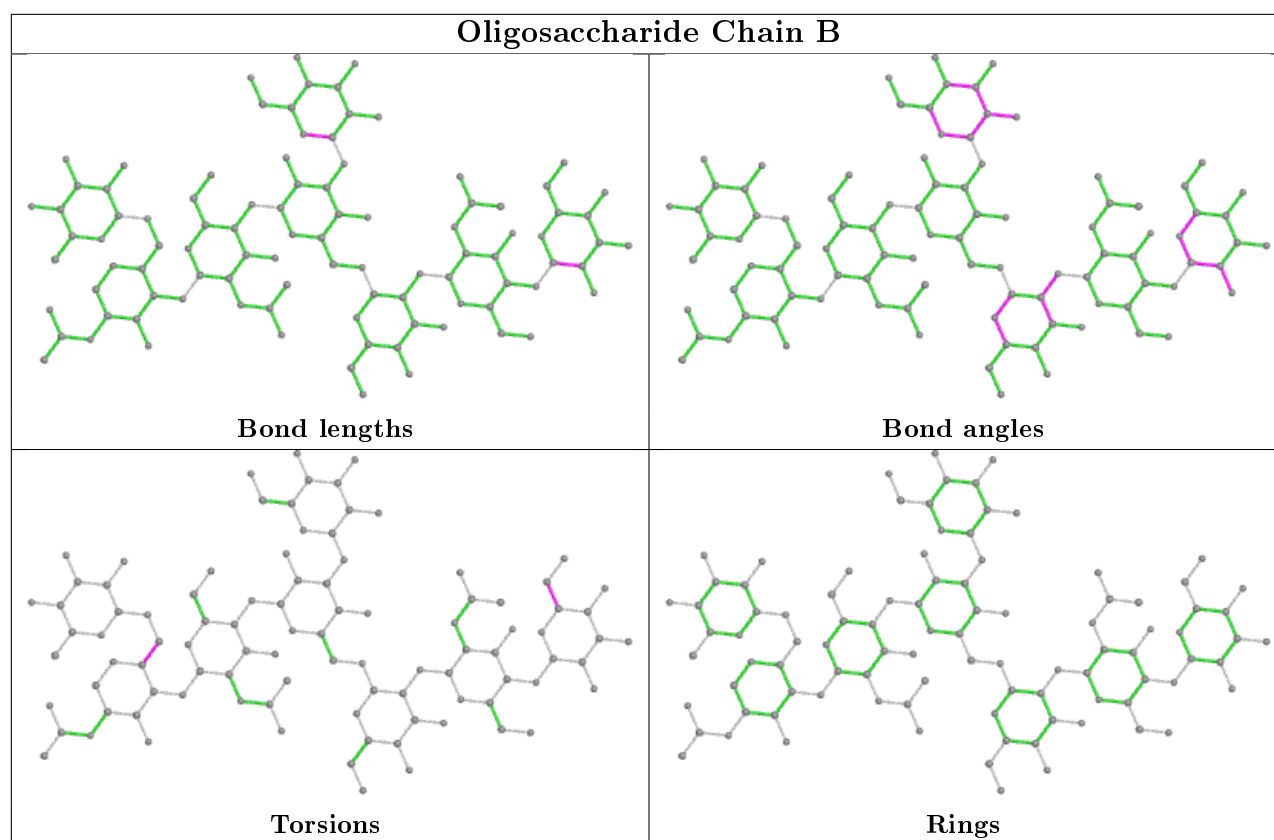 Oligosaccharide Chain B
Bond lengths
Bond angles
Torsions
Rings